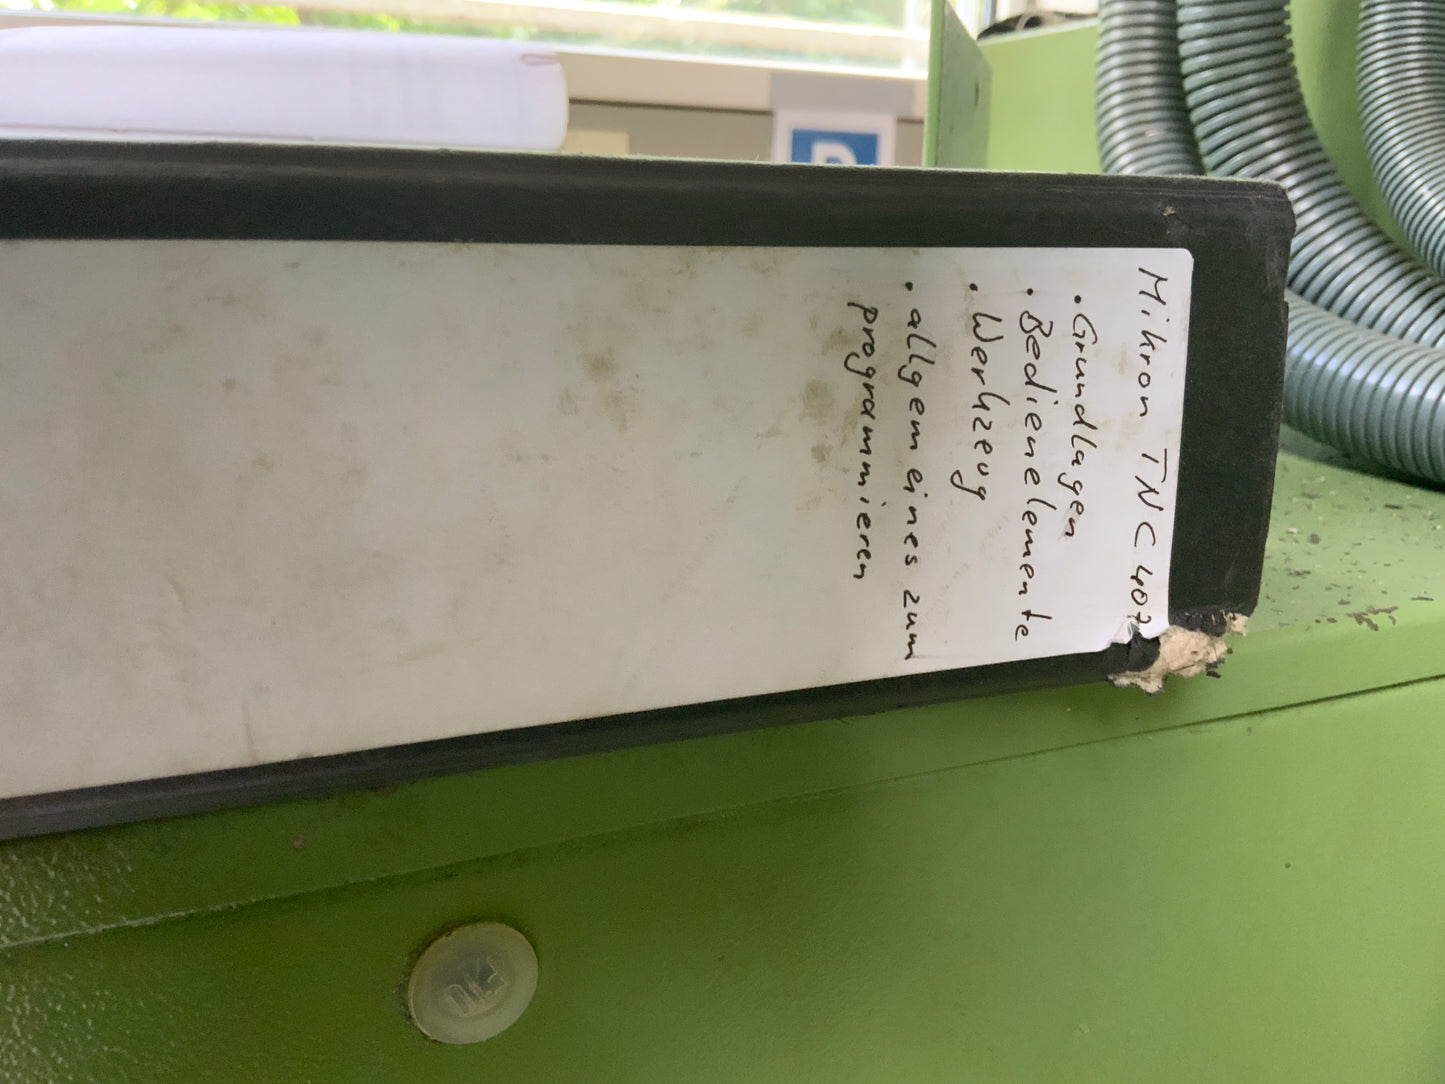 Mikron TNC 407
• Grundlagen
• Bedienelemente
• Werkzeug
• allgemeines zum
programmieren